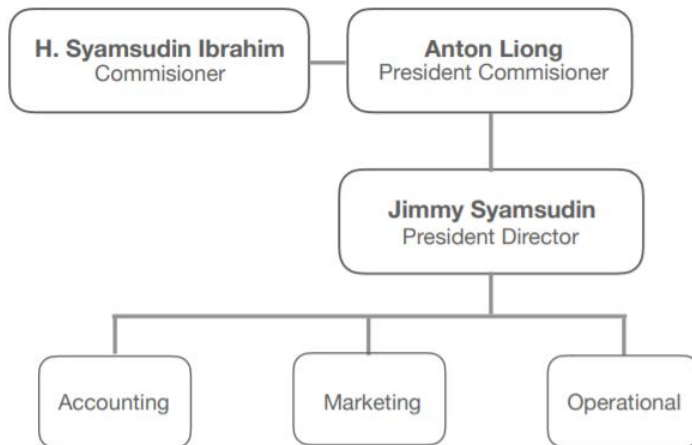 H. Syamsudin Ibrahim
Commisioner
Anton Liong
President Commisioner
Jimmy Syamsudin
President Director
Accounting
Marketing
Operational